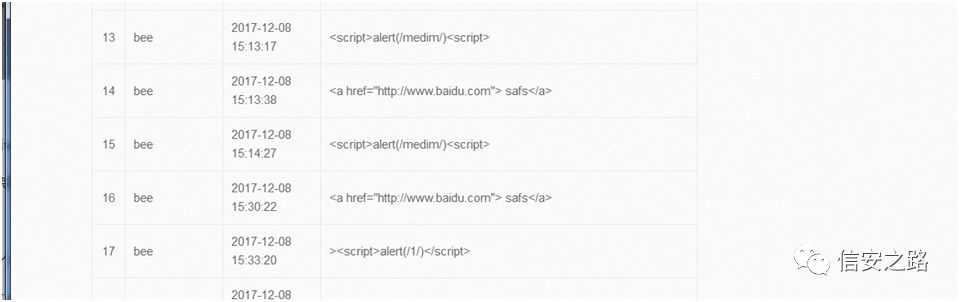 13 bee 2017-12-08 <script>alert(/medim/)<script>
15:13:17
14 bee 2017-12-08 <a href="http://www.baidu.com"> safs</a>
15:13:38
15 bee 2017-12-08 <script>alert(/medim/)<script>
15:14:27
16 bee 2017-12-08 <a href="http://www.baidu.com"> safs</a>
15:30:22
17 bee 2017-12-08 ><script>alert(/1/)</script>
15:33:20
2017-12-08
信安之路